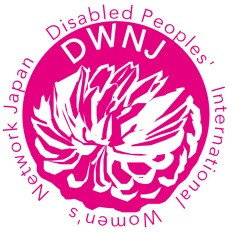 Disabled Peoples' International Women's Network Japan
DWNJ